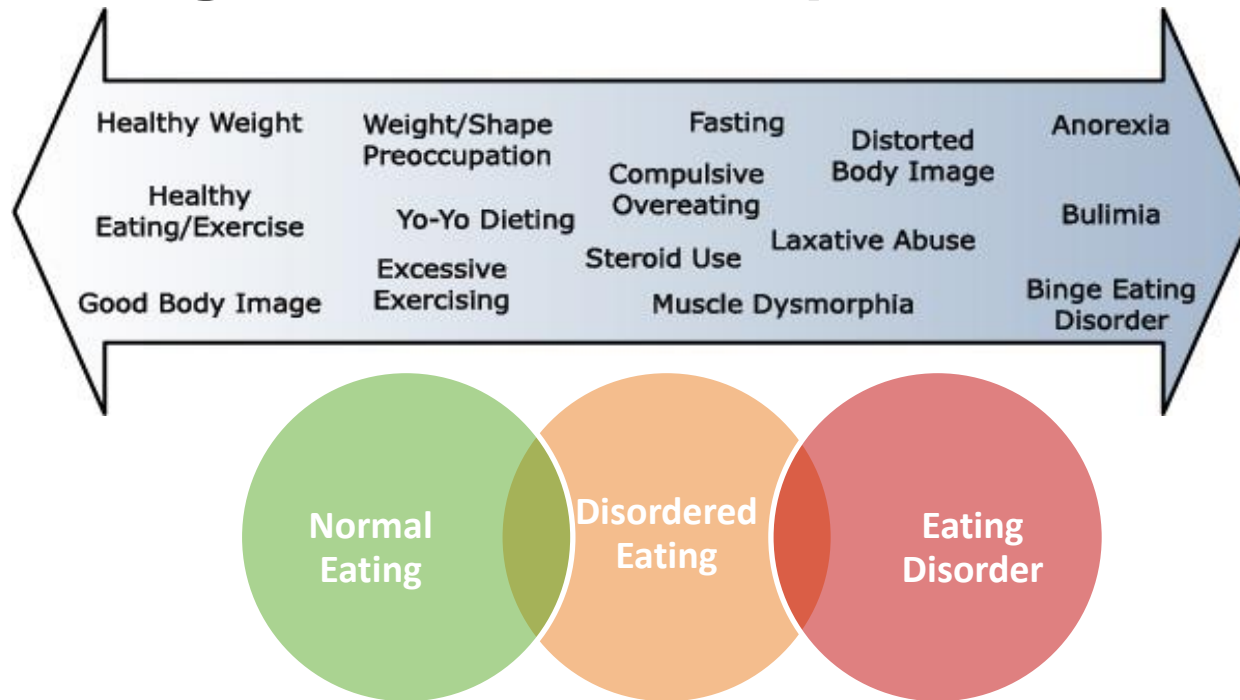 Healthy Weight
Healthy
Eating/Exercise
Good Body Image
Weight/Shape
Preoccupation
Yo-Yo Dieting
Excessive
Exercising
Fasting
Compulsive
Overeating
Steroid Use
Muscle Dysmorphia
Distorted
Body Image
Laxative Abuse
Anorexia
Bulimia
Binge Eating
Disorder
Normal
Eating
Disordered
Eating
Eating
Disorder